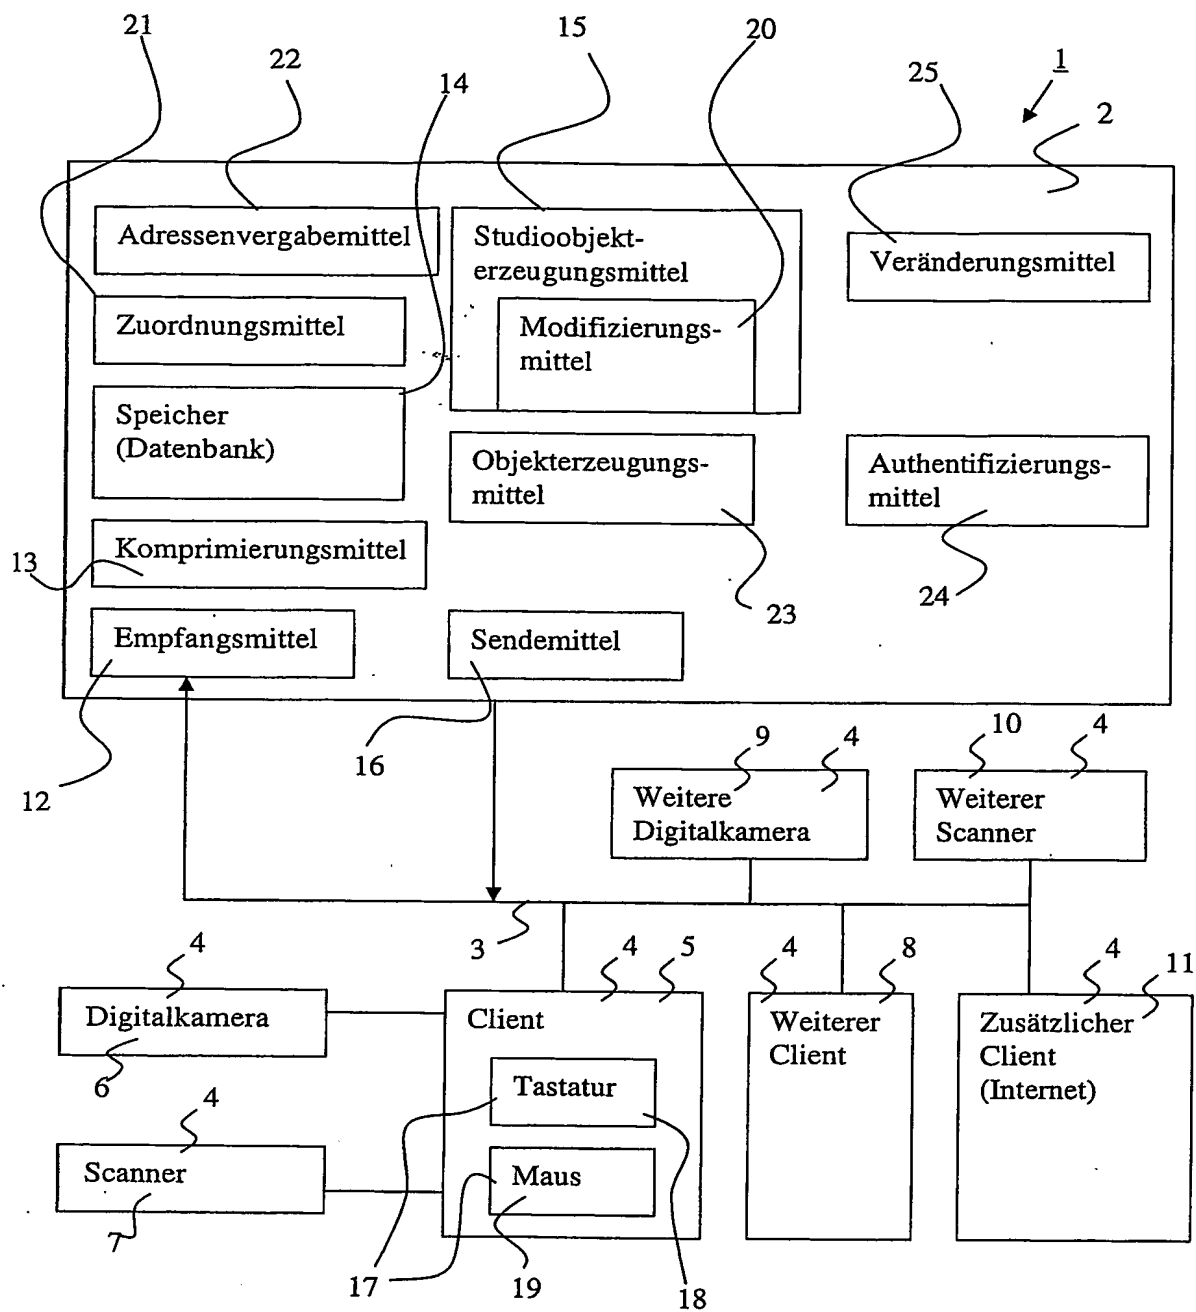 21
22
14
15
20
25
1
2
Adressenvergabemittel
Zuordnungsmittel
Speicher
(Datenbank)
Komprimierungsmittel
13
Empfangsmittel
12
Studioobjekt-
erzeugungsmittel
Modifizierungs-
mittel
Objekterzeugungs-
mittel
23
Sendemittel
16
Veränderungsmittel
Authentifizierungs-
mittel
24
9
4
Weitere
Digitalkamera
10
4
Weiterer
Scanner
3
4
Digitalkamera
6
4
Scanner
7
4
5
Client
Tastatur
Maus
17
19
18
4
8
Weiterer
Client
4
11
Zusätzlicher
Client
(Internet)